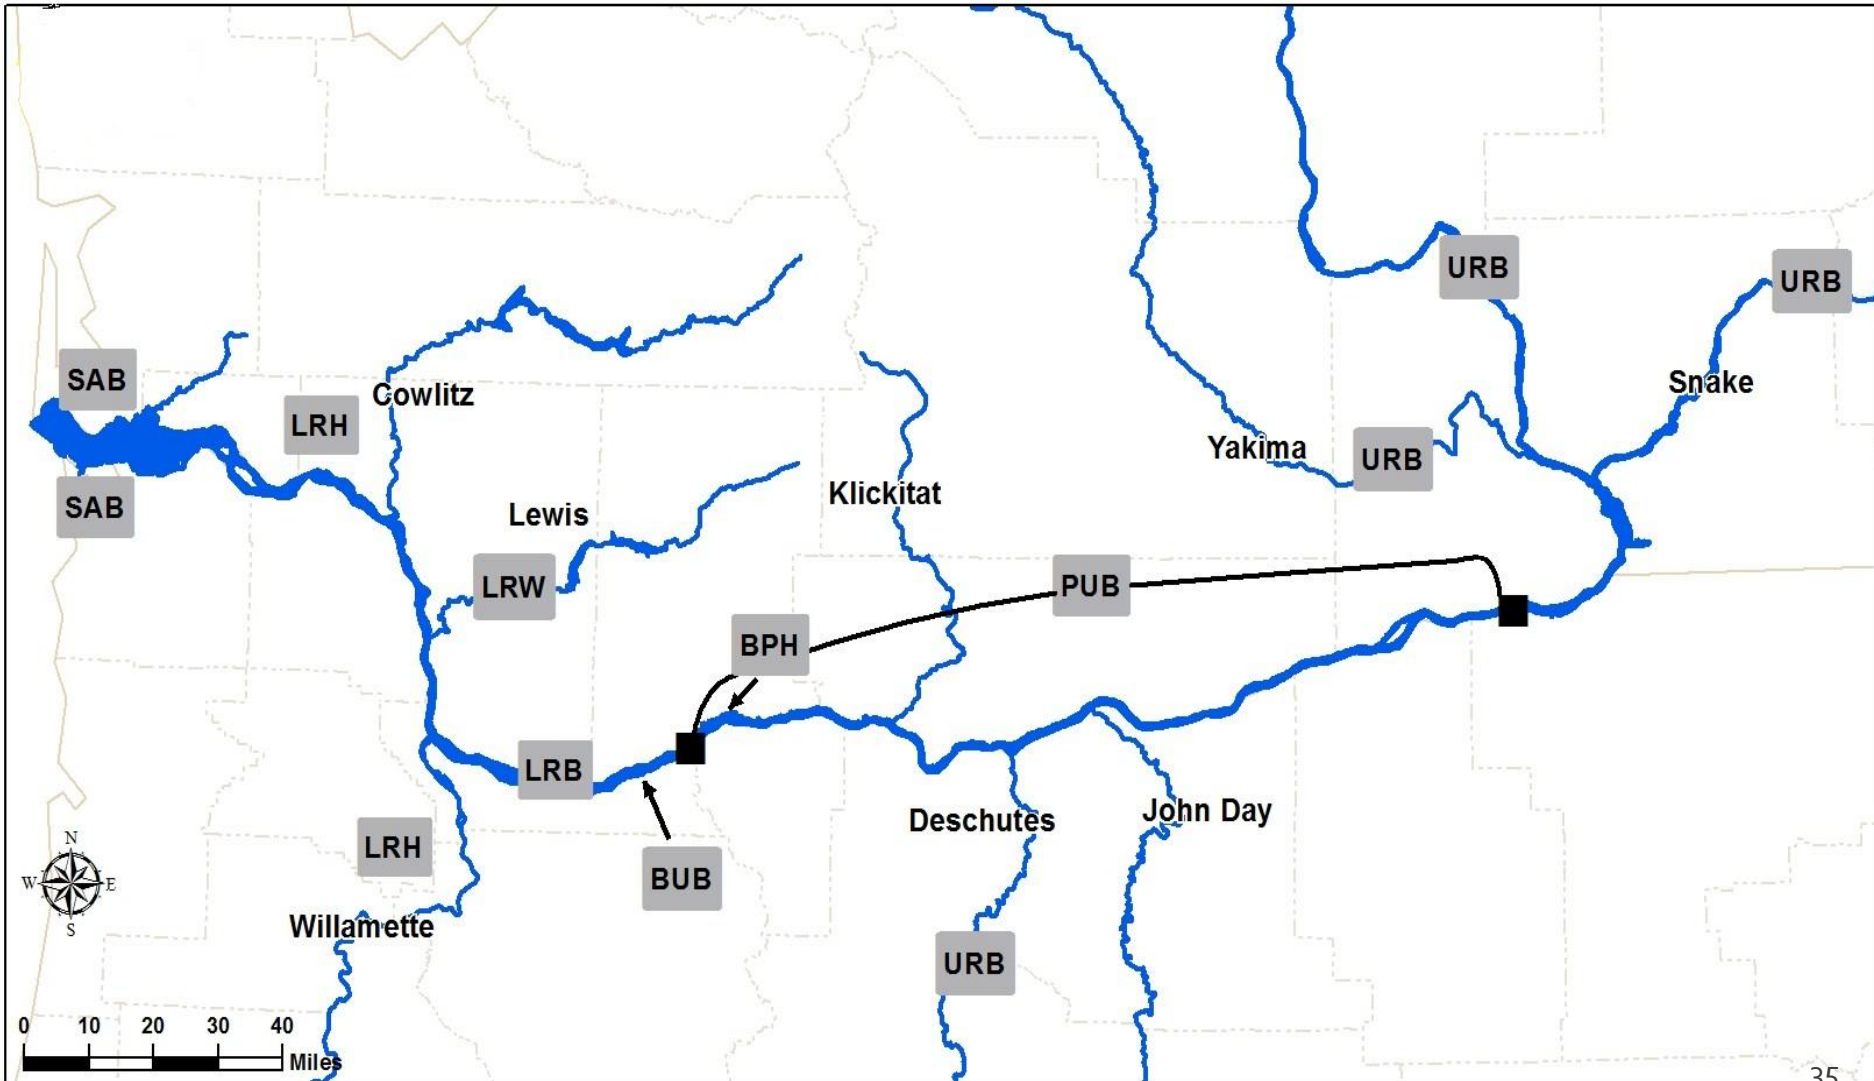 URB
URB
SAB
Snake
Cowlitz
LRH
Yakima
URB
Klickitat
SAB
Lewis
LRW
PUB
BPH
LRB
John Day
Deschutes
LRH
BUB
N
W
E
S
Willamette
URB
0 10 20 30 40
Miles
35